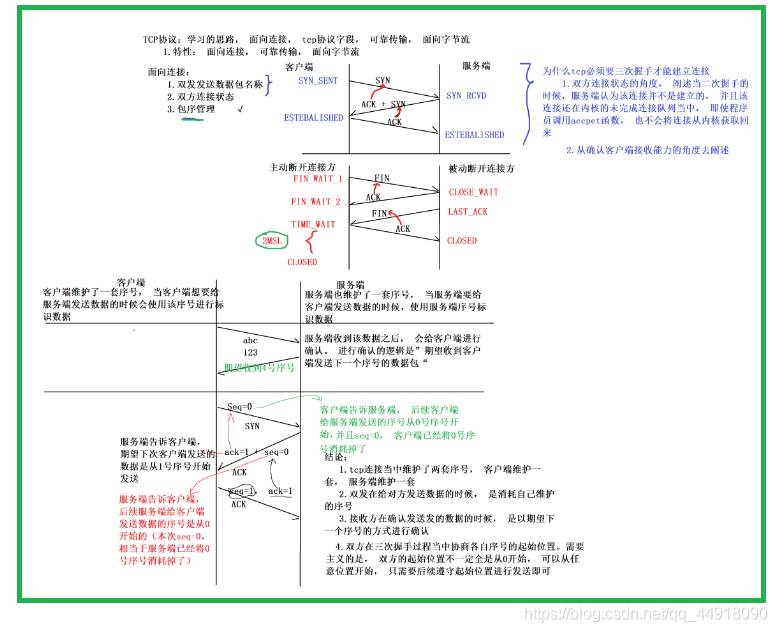 TCP协议：学习的思路，面向连接，tcp协议字段，可靠传输，面向字节流
1.特性：面向连接，可靠传输，面向字节流
面向连接：
1.双发发送数据包名称
2.双方连接状态
3.包序管理
客户端
服务端
SYN_SENT
SYN
SYN_RCVD
ACK + SYN
ESTEBALISHED
ACK
ESTEBALISHED
为什么tcp必须要三次握手才能建立连接
1.双方连接状态的角度，阐述当二次握手的
时候，服务端认为该连接并不是建立的，并且该
连接还在内核的未完成连接队列当中，即使程序
员调用accpet函数，也不会将连接从内核获取回
来
2.从确认客户端接收能力的角度去阐述
主动断开连接方
被动断开连接方
FIN_WAIT_1
FIN
CLOSE_WAIT
ACK
FIN_WAIT_2
FIN
LAST_ACK
TIME_WAIT
ACK
2MSL
CLOSED
CLOSED
客户端
客户端维护了一套序号，当客户端想要给
服务端发送数据的时候会使用该序号进行标
识数据
服务端
服务端也维护了一套序号，当服务端要给
客户端发送数据的时候，使用服务端序号标
识数据
abc
123
期望收到4号序号
服务端收到该数据之后，会给客户端进行
确认。进行确认的逻辑是”期望收到客户
端发送下一个序号的数据包“
Seq=0
SYN
客户端告诉服务端，后续客户端
给服务端发送的序号从0号序号开
始，并且seq=0，客户端已经将0号序
号消耗掉了
服务端告诉客户端，
期望下次客户端发送的
数据是从1号序号开始
发送
ack=1 + seq=0
ACK
seq=1, ack=1
ACK
服务端告诉客户端，
后续服务端给客户端
发送数据的序号是从0
开始的（本次seq=0，
相当于服务端已经将0
号序号消耗掉了）
结论：
1.tcp连接当中维护了两套序号，客户端维护一
套，服务端维护一套
2.双发在给对方发送数据的时候，是消耗自己维护
的序号
3.接收方在确认发送发的数据的时候，是以期望下
一个序号的方式进行确认
4.双方在三次握手过程当中协商各自序号的起始位置。需要
主义的是，双方的起始位置不一定全是从0开始，可以从任
意位置开始，只需要后续遵守起始位置进行发送即可
https://blog.csdn.net/qq_44918090